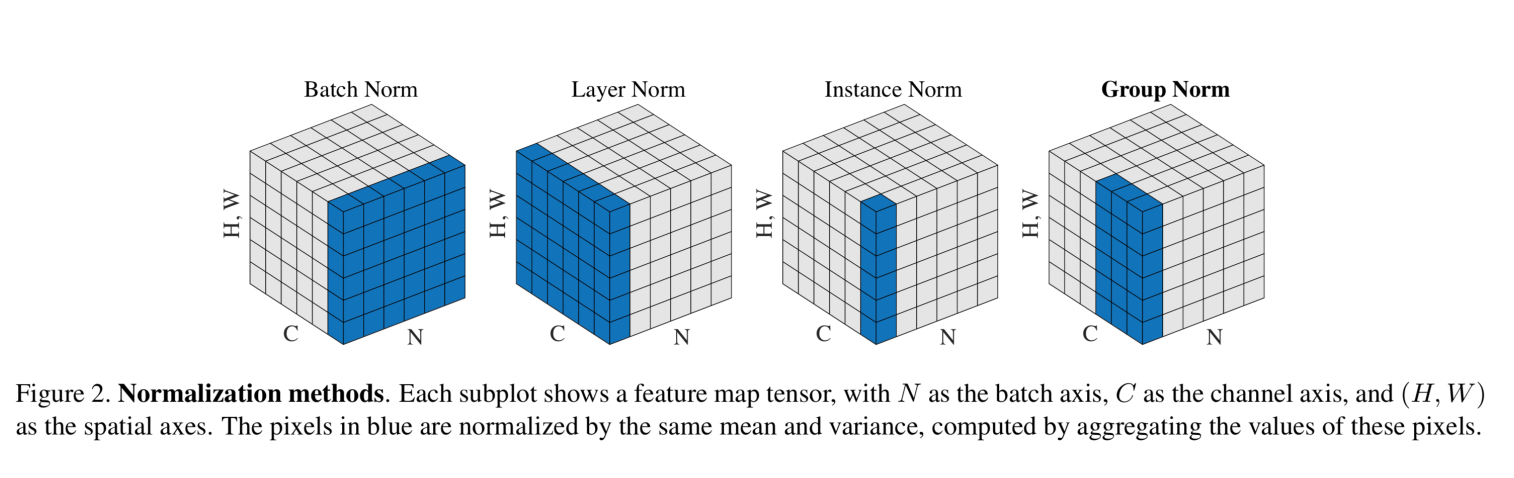 Batch Norm
Layer Norm
Instance Norm
Group Norm
H, W
C
N
H, W
C
N
H, W
C
N
H, W
C
N
Figure 2. Normalization methods. Each subplot shows a feature map tensor, with N as the batch axis, C as the channel axis, and (H, W)
as the spatial axes. The pixels in blue are normalized by the same mean and variance, computed by aggregating the values of these pixels.